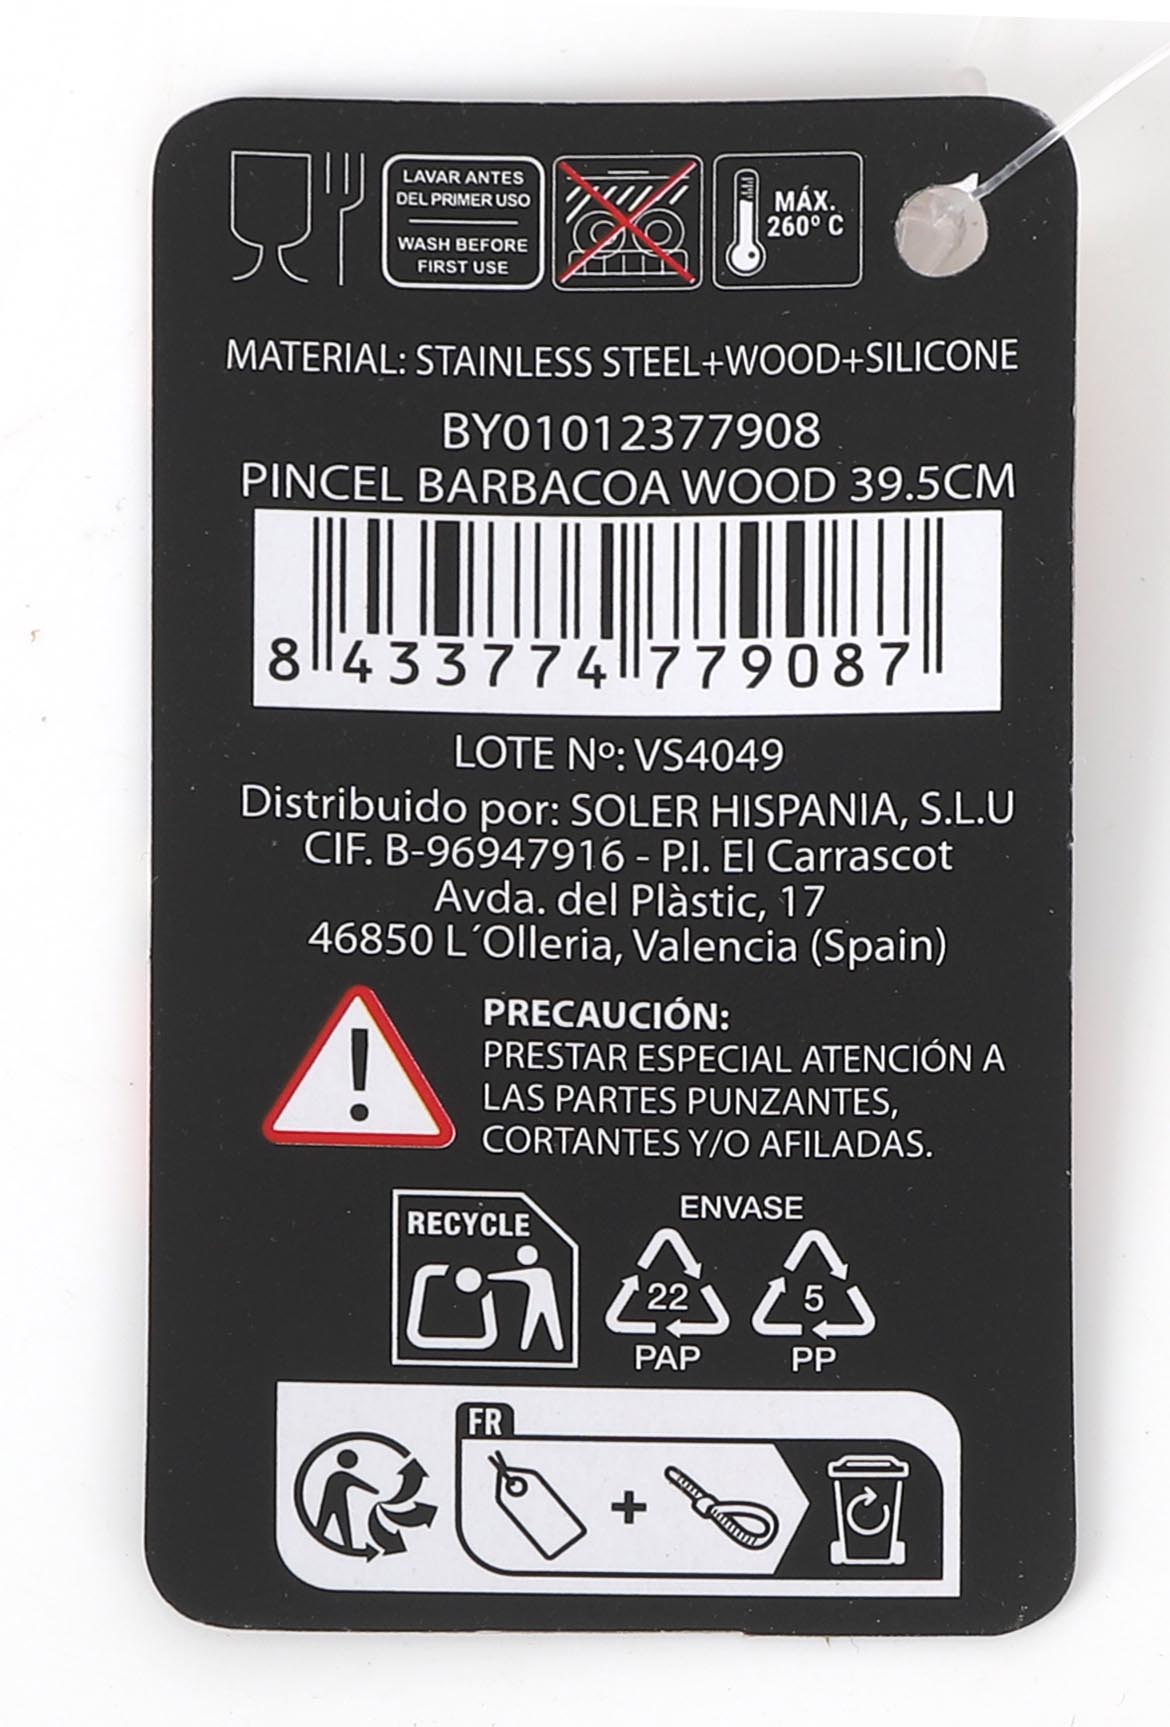 LAVAR ANTES
DEL PRIMER USO
WASH BEFORE
FIRST USE
MÁX.
260º C
MATERIAL: STAINLESS STEEL+WOOD+SILICONE
BY01012377908
PINCEL BARBACOA WOOD 39.5CM
8 433774 779087
LOTE Nº: VS4049
Distribuido por: SOLER HISPANIA, S.L.U
CIF. B-96947916 - P.I. El Carrascot
Avda. del Plàstic, 17
46850 L´Olleria, Valencia (Spain)
PRECAUCIÓN:
PRESTAR ESPECIAL ATENCIÓN A
LAS PARTES PUNZANTES,
CORTANTES Y/O AFILADAS.
RECYCLE
ENVASE
22
5
PAP
PP
FR
+